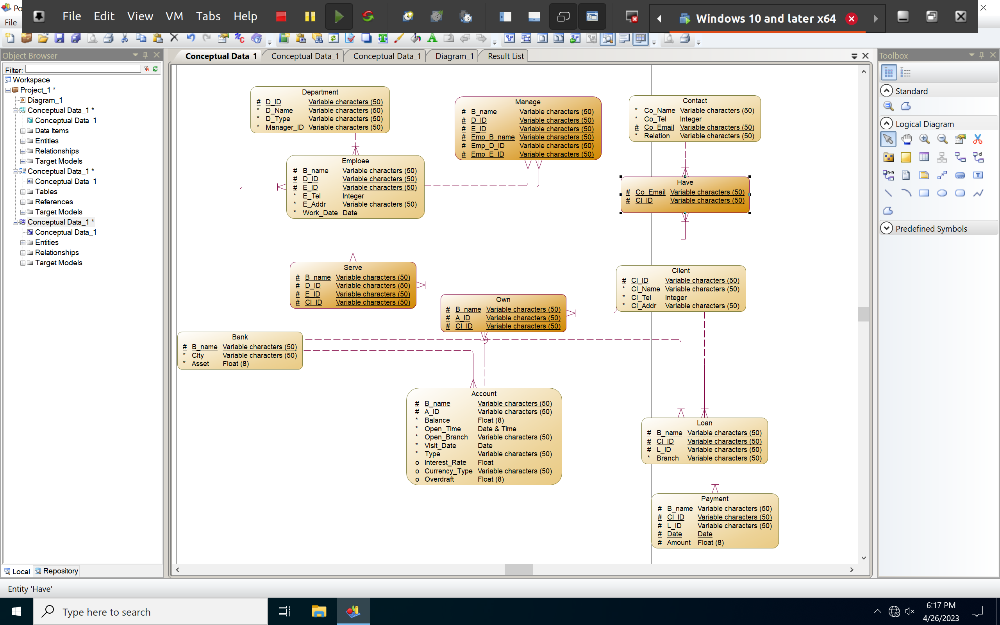 Po
File Edit View VM Tabs Help
Windows 10 and later x64
File
Object Browser
Filter:
Workspace
Project_1 *
Diagram_1
Conceptual Data_1 *
Conceptual Data_1
Data Items
Entities
Relationships
Target Models
Conceptual Data_1 *
Conceptual Data_1
Tables
References
Target Models
Conceptual Data_1 *
Conceptual Data_1
Entities
Relationships
Target Models
Local Repository
Conceptual Data_1 Conceptual Data_1 Conceptual Data_1 Diagram_1 Result List
Department
# D_ID Variable characters (50)
* D_Name Variable characters (50)
* D_Type Variable characters (50)
* Manager_ID Variable characters (50)
Manage
# B_name Variable characters (50)
# D_ID Variable characters (50)
# E_ID Variable characters (50)
# Emp_B_name Variable characters (50)
# Emp_D_ID Variable characters (50)
# Emp_E_ID Variable characters (50)
Contact
* Co_Name Variable characters (50)
* Co_Tel Integer
# Co_Email Variable characters (50)
* Relation Variable characters (50)
Emploee
# B_name Variable characters (50)
# D_ID Variable characters (50)
# E_ID Variable characters (50)
* E_Tel Integer
* E_Addr Variable characters (50)
* Work_Date Date
Have
# Co_Email Variable characters (50)
# Cl_ID Variable characters (50)
Serve
# B_name Variable characters (50)
# D_ID Variable characters (50)
# E_ID Variable characters (50)
# Cl_ID Variable characters (50)
Client
# Cl_ID Variable characters (50)
* Cl_Name Variable characters (50)
* Cl_Tel Integer
* Cl_Addr Variable characters (50)
Own
# B_name Variable characters (50)
# A_ID Variable characters (50)
# Cl_ID Variable characters (50)
Bank
# B_name Variable characters (50)
* CIty Variable characters (50)
* Asset Float (8)
Account
# B_name Variable characters (50)
# A_ID Variable characters (50)
* Balance Float (8)
* Open_Time Date & Time
* Open_Branch Variable characters (50)
* Visit_Date Date
* Type Variable characters (50)
o Interest_Rate Float
o Currency_Type Variable characters (50)
o Overdraft Float (8)
Loan
# B_name Variable characters (50)
# Cl_ID Variable characters (50)
# L_ID Variable characters (50)
* Branch Variable characters (50)
Payment
# B_name Variable characters (50)
# Cl_ID Variable characters (50)
# L_ID Variable characters (50)
# Date Date
# Amount Float (8)
Toolbox
Standard
Logical Diagram
Predefined Symbols
Entity 'Have'
Type here to search
6:17 PM
4/26/2023